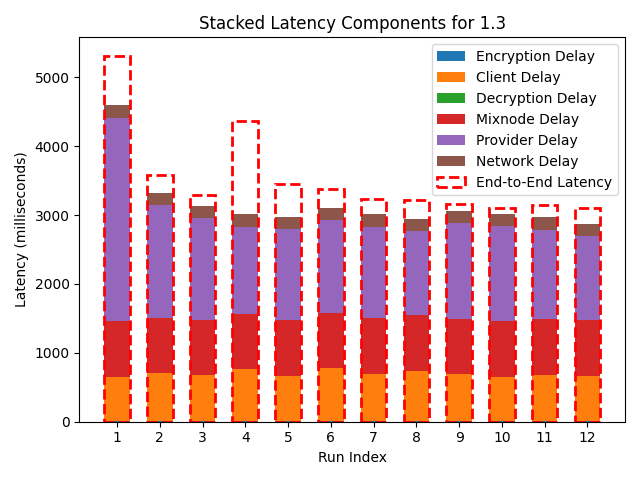 Stacked Latency Components for 1.3
Latency (milliseconds)
5000
4000
3000
2000
1000
0
Encryption Delay
Client Delay
Decryption Delay
Mixnode Delay
Provider Delay
Network Delay
End-to-End Latency
1 2 3 4 5 6 7 8 9 10 11 12
Run Index